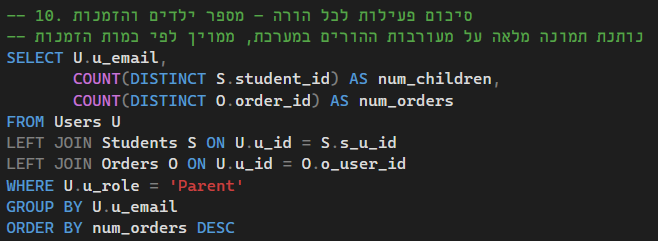 -- 10. סיכום פעילות לכל הורה - מספר ילדים והזמנות
-- נותנת תמונה מלאה על מעורבות ההורים במערכת, ממוין לפי כמות הזמנות
SELECT U.u_email,
       COUNT(DISTINCT S.student_id) AS num_children,
       COUNT(DISTINCT O.order_id) AS num_orders
FROM Users U
LEFT JOIN Students S ON U.u_id = S.s_u_id
LEFT JOIN Orders O ON U.u_id = O.o_user_id
WHERE U.u_role = 'Parent'
GROUP BY U.u_email
ORDER BY num_orders DESC